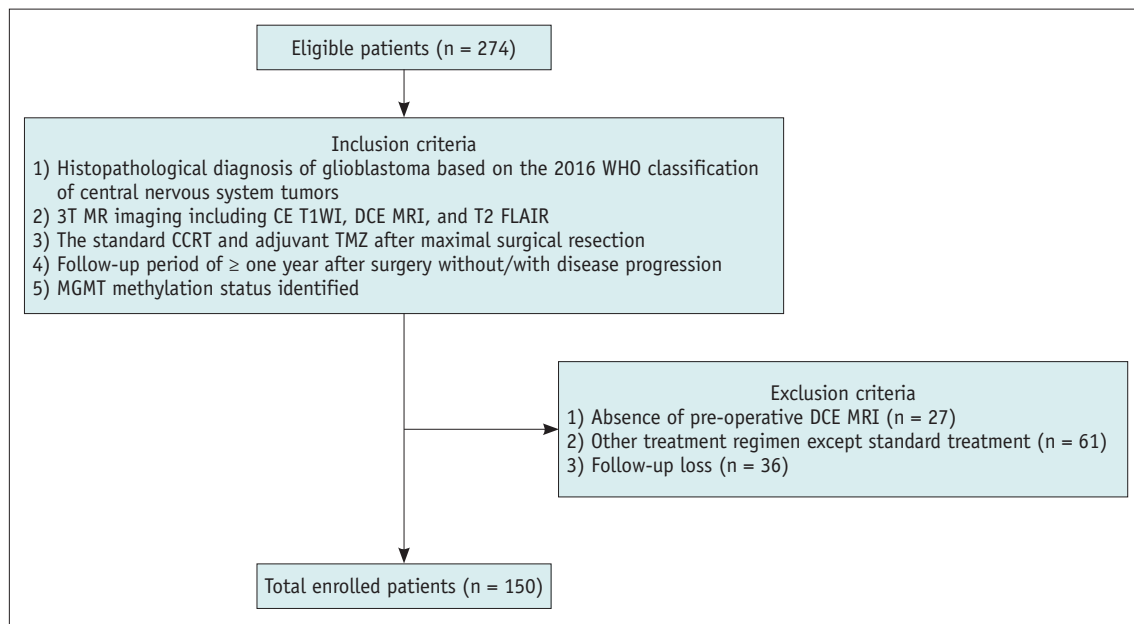 Eligible patients (n = 274)
Inclusion criteria
1) Histopathological diagnosis of glioblastoma based on the 2016 WHO classification
of central nervous system tumors
2) 3T MR imaging including CE T1WI, DCE MRI, and T2 FLAIR
3) The standard CCRT and adjuvant TMZ after maximal surgical resection
4) Follow-up period of ≥ one year after surgery without/with disease progression
5) MGMT methylation status identified
Exclusion criteria
1) Absence of pre-operative DCE MRI (n = 27)
2) Other treatment regimen except standard treatment (n = 61)
3) Follow-up loss (n = 36)
Total enrolled patients (n = 150)